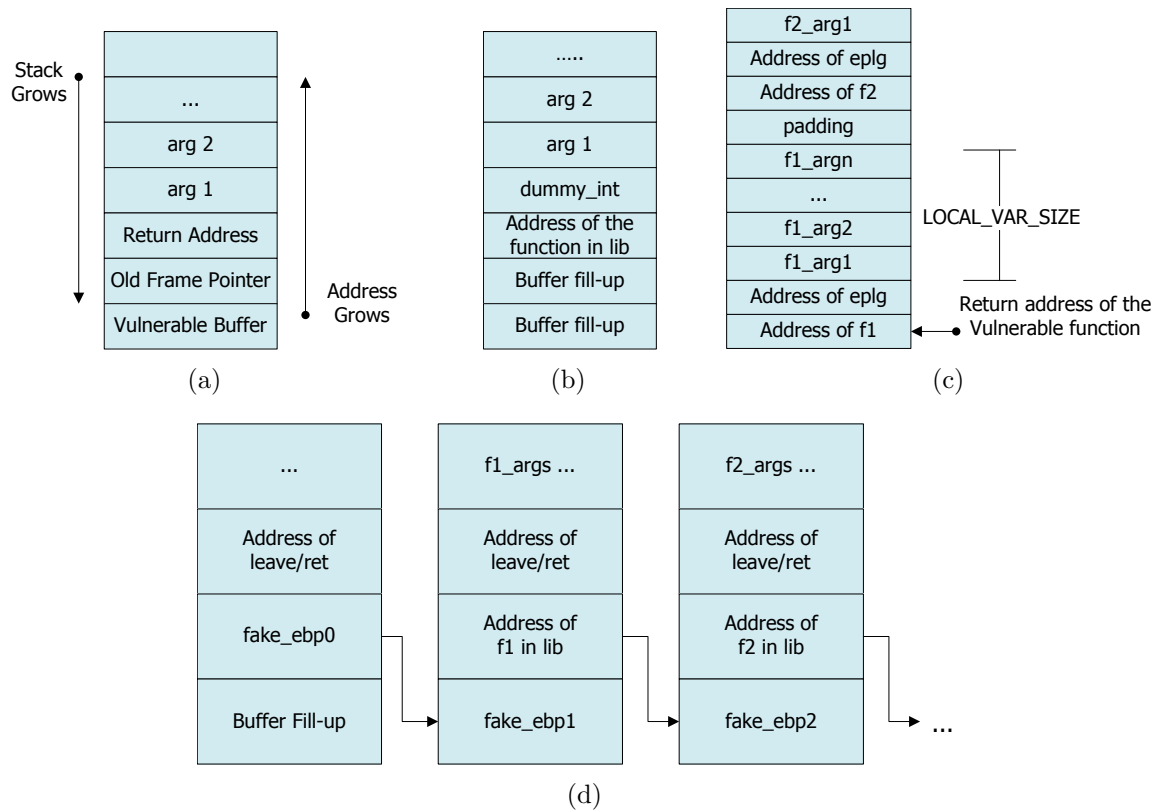 Stack
Grows
...
arg 2
arg 1
Return Address
Old Frame Pointer
Vulnerable Buffer
Address
Grows
(a)
.....
arg 2
arg 1
dummy_int
Address of the
function in lib
Buffer fill-up
Buffer fill-up
(b)
f2_arg1
Address of eplg
Address of f2
padding
f1_argn
...
f1_arg2
f1_arg1
Address of eplg
Address of f1
LOCAL_VAR_SIZE
Return address of the
Vulnerable function
(c)
...
Address of
leave/ret
fake_ebp0
Buffer Fill-up
f1_args ...
Address of
leave/ret
Address of
f1 in lib
fake_ebp1
f2_args ...
Address of
leave/ret
Address of
f2 in lib
fake_ebp2
...
(d)